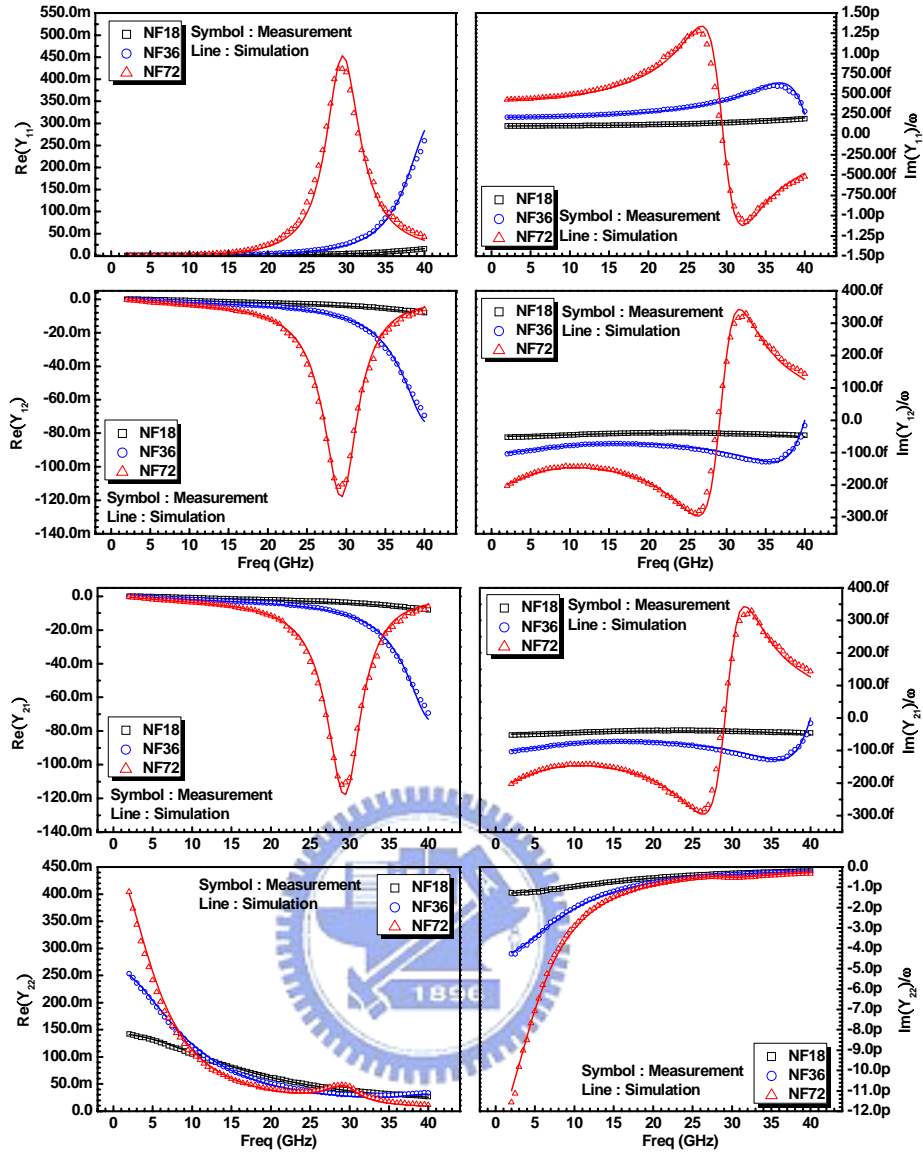 550.0m
500.0m
450.0m
400.0m
350.0m
300.0m
250.0m
200.0m
150.0m
100.0m
50.0m
0.0
Re(Y11)
NF18
NF36
NF72
Symbol : Measurement
Line : Simulation
0 5 10 15 20 25 30 35 40
NF18
NF36
NF72
Symbol : Measurement
Line : Simulation
1.50p
1.25p
1.00p
750.00f
500.00f
250.00f
0.00
-250.00f
-500.00f
-750.00f
-1.00p
-1.25p
-1.50p
Im(Y11)/ω
0 5 10 15 20 25 30 35 40
0.0
-20.0m
-40.0m
-60.0m
-80.0m
-100.0m
-120.0m
-140.0m
Re(Y12)
NF18
NF36
NF72
Symbol : Measurement
Line : Simulation
0 5 10 15 20 25 30 35 40
Freq (GHz)
NF18
NF36
NF72
Symbol : Measurement
Line : Simulation
400.0f
300.0f
200.0f
100.0f
0.0
-100.0f
-200.0f
-300.0f
Im(Y12)/ω
0 5 10 15 20 25 30 35 40
Freq (GHz)
0.0
-20.0m
-40.0m
-60.0m
-80.0m
-100.0m
-120.0m
-140.0m
Re(Y21)
NF18
NF36
NF72
Symbol : Measurement
Line : Simulation
0 5 10 15 20 25 30 35 40
NF18
NF36
NF72
Symbol : Measurement
Line : Simulation
400.0f
300.0f
200.0f
100.0f
0.0
-100.0f
-200.0f
-300.0f
Im(Y21)/ω
0 5 10 15 20 25 30 35 40
450.0m
400.0m
350.0m
300.0m
250.0m
200.0m
150.0m
100.0m
50.0m
0.0
Re(Y22)
Symbol : Measurement
Line : Simulation
NF18
NF36
NF72
0 5 10 15 20 25 30 35 40
Freq (GHz)
1896
Symbol : Measurement
Line : Simulation
NF18
NF36
NF72
0.0
-1.0p
-2.0p
-3.0p
-4.0p
-5.0p
-6.0p
-7.0p
-8.0p
-9.0p
-10.0p
-11.0p
-12.0p
Im(Y22)/ω
0 5 10 15 20 25 30 35 40
Freq (GHz)